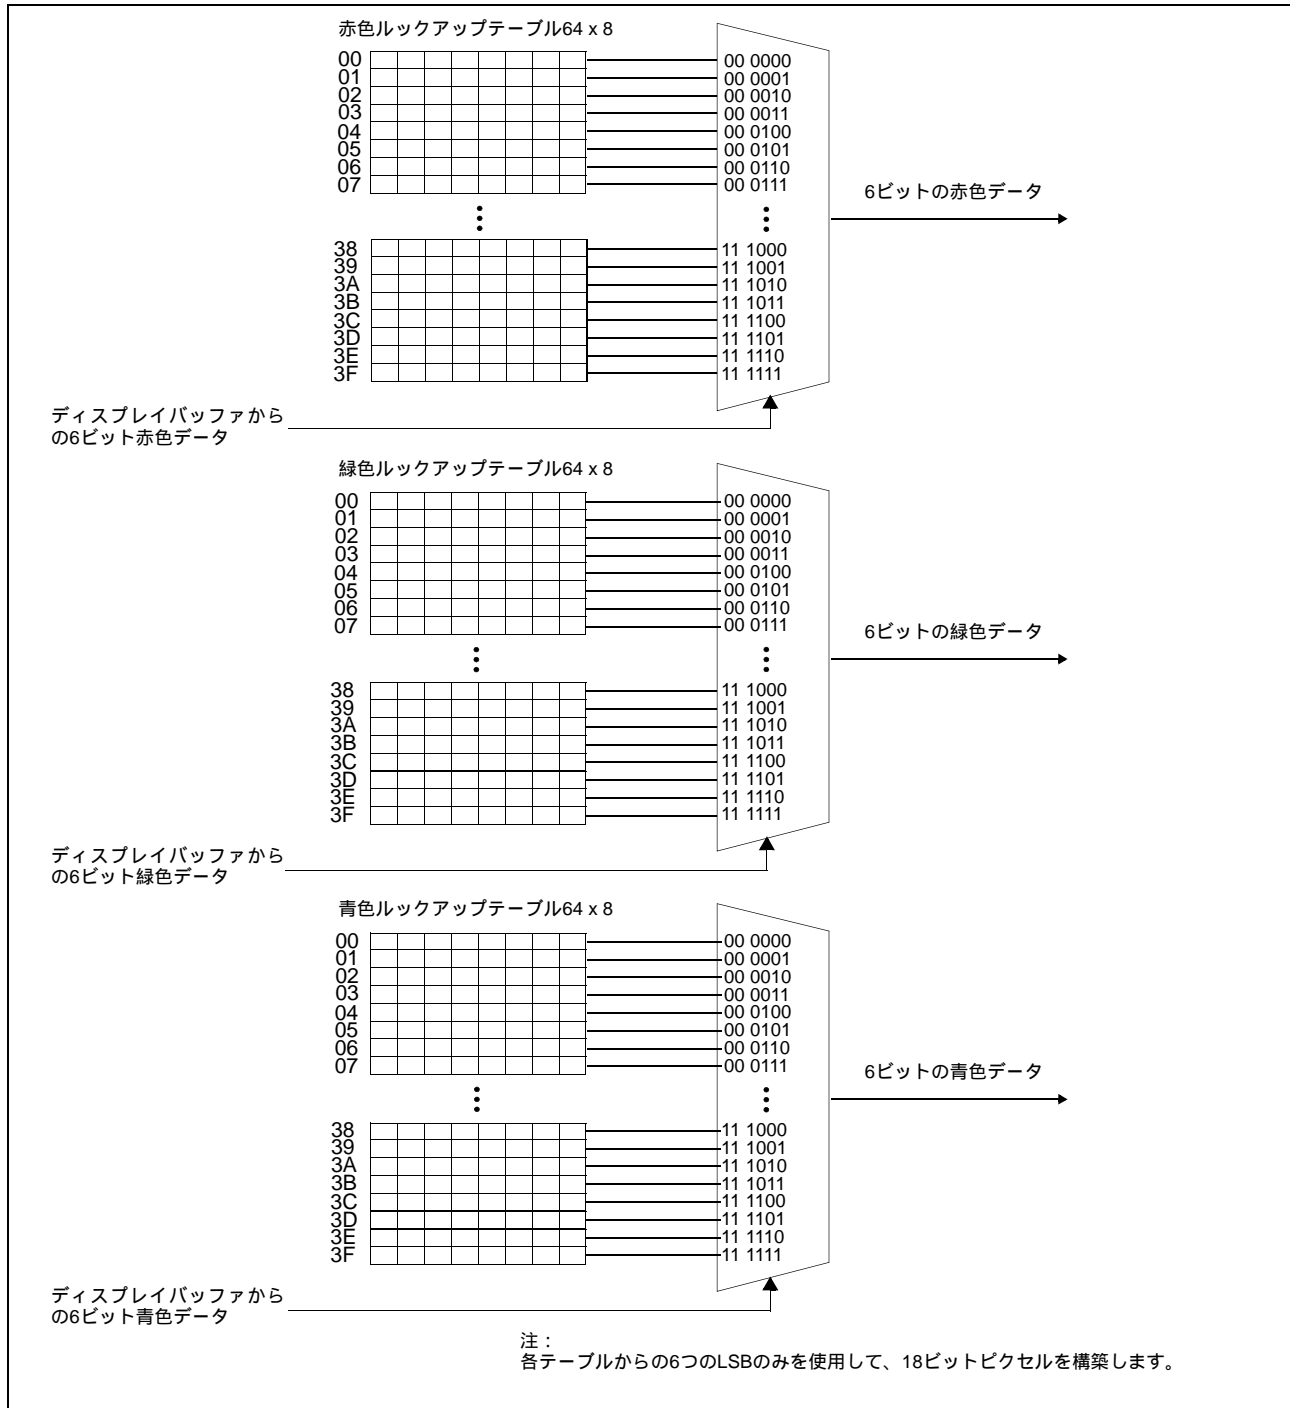 赤色ルックアップテーブル64 x 8
00 00 0000
01 00 0001
02 00 0010
03 00 0011
04 00 0100
05 00 0101
06 00 0110
07 00 0111
6ビットの赤色データ
38 11 1000
39 11 1001
3A 11 1010
3B 11 1011
3C 11 1100
3D 11 1101
3E 11 1110
3F 11 1111
ディスプレイバッファから
の6ビット赤色データ
緑色ルックアップテーブル64 x 8
00 00 0000
01 00 0001
02 00 0010
03 00 0011
04 00 0100
05 00 0101
06 00 0110
07 00 0111
6ビットの緑色データ
38 11 1000
39 11 1001
3A 11 1010
3B 11 1011
3C 11 1100
3D 11 1101
3E 11 1110
3F 11 1111
ディスプレイバッファから
の6ビット緑色データ
青色ルックアップテーブル64 x 8
00 00 0000
01 00 0001
02 00 0010
03 00 0011
04 00 0100
05 00 0101
06 00 0110
07 00 0111
6ビットの青色データ
38 11 1000
39 11 1001
3A 11 1010
3B 11 1011
3C 11 1100
3D 11 1101
3E 11 1110
3F 11 1111
ディスプレイバッファから
の6ビット青色データ
注：
各テーブルからの6つのLSBのみを使用して、18ビットピクセルを構築します。